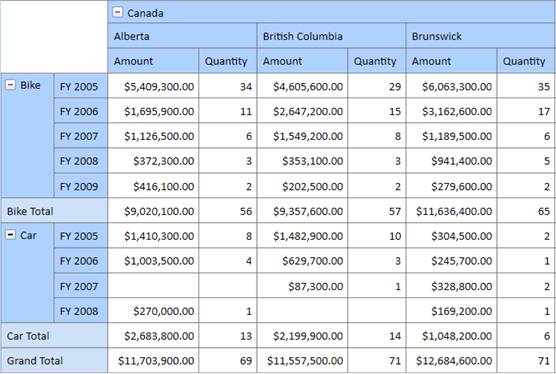 Canada
Alberta British Columbia Brunswick
Amount Quantity Amount Quantity Amount Quantity
Bike FY 2005 $5,409,300.00 34 $4,605,600.00 29 $6,063,300.00 35
FY 2006 $1,695,900.00 11 $2,647,200.00 15 $3,162,600.00 17
FY 2007 $1,126,500.00 6 $1,549,200.00 8 $1,189,500.00 6
FY 2008 $372,300.00 3 $353,100.00 3 $941,400.00 5
FY 2009 $416,100.00 2 $202,500.00 2 $279,600.00 2
Bike Total $9,020,100.00 56 $9,357,600.00 57 $11,636,400.00 65
Car FY 2005 $1,410,300.00 8 $1,482,900.00 10 $304,500.00 2
FY 2006 $1,003,500.00 4 $629,700.00 3 $245,700.00 1
FY 2007 $87,300.00 1 $328,800.00 2
FY 2008 $270,000.00 1 $169,200.00 1
Car Total $2,683,800.00 13 $2,199,900.00 14 $1,048,200.00 6
Grand Total $11,703,900.00 69 $11,557,500.00 71 $12,684,600.00 71